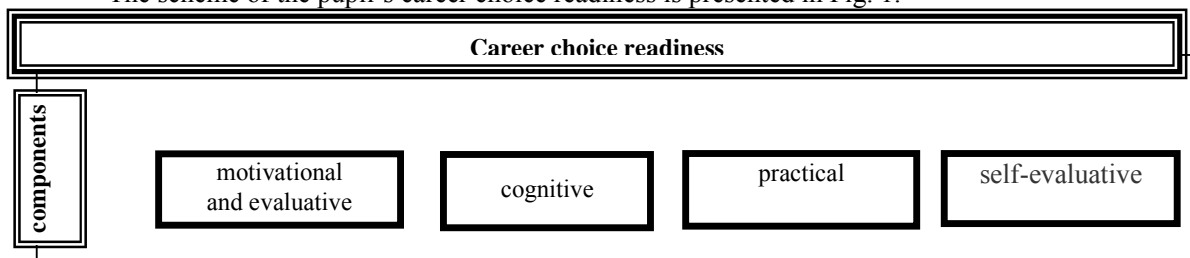 The scheme of the pupil's career choice readiness is presented in Fig. 1.
Career choice readiness
components
motivational
and evaluative
cognitive
practical
self-evaluative